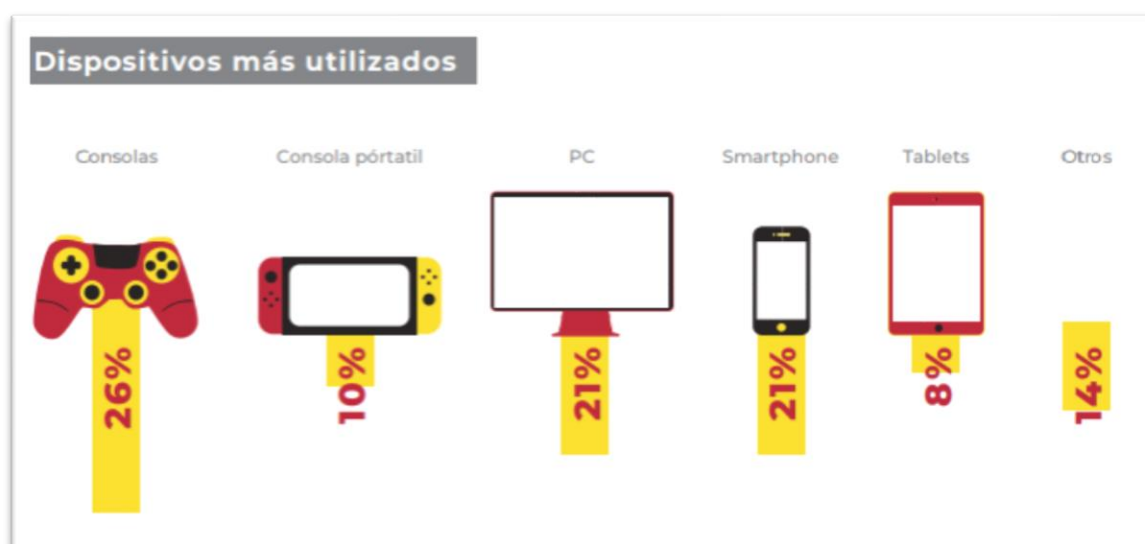 Dispositivos más utilizados
Consolas Consola pórtatil PC Smartphone Tablets Otros
26% 10% 21% 21% 8% 14%